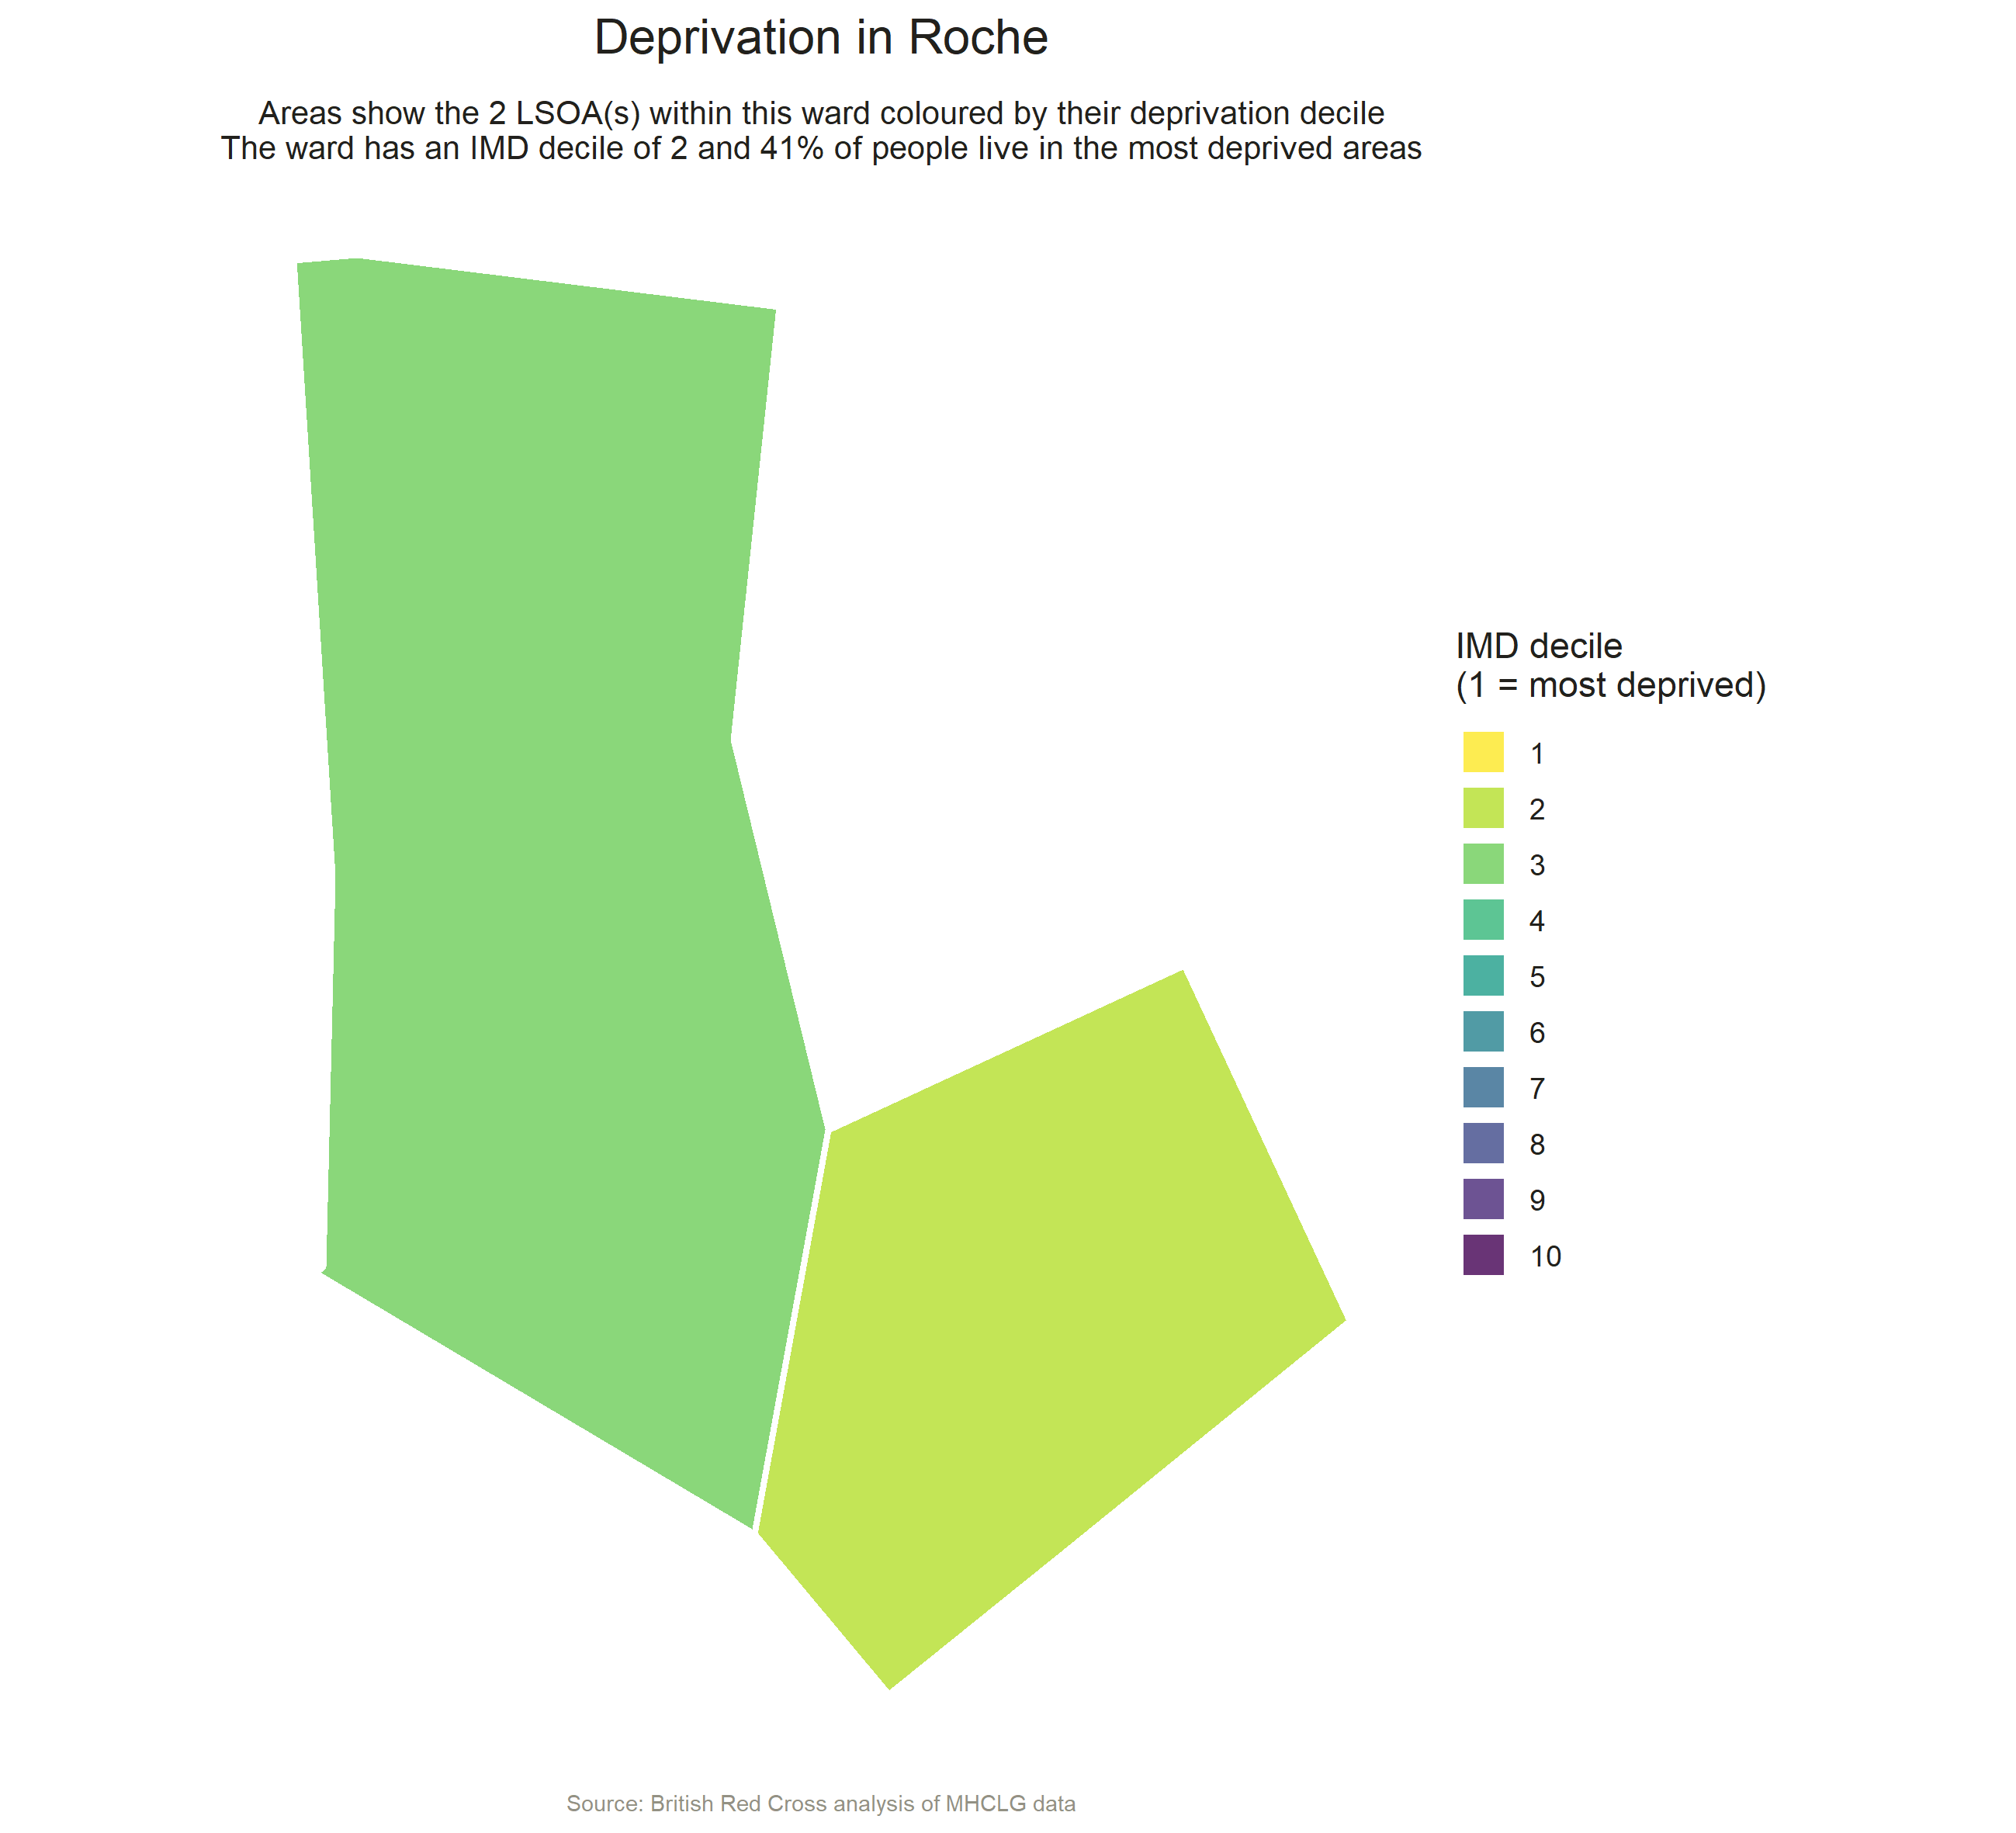 Deprivation in Roche
Areas show the 2 LSOA(s) within this ward coloured by their deprivation decile
The ward has an IMD decile of 2 and 41% of people live in the most deprived areas
IMD decile
(1 = most deprived)
1
2
3
4
5
6
7
8
9
10
Source: British Red Cross analysis of MHCLG data